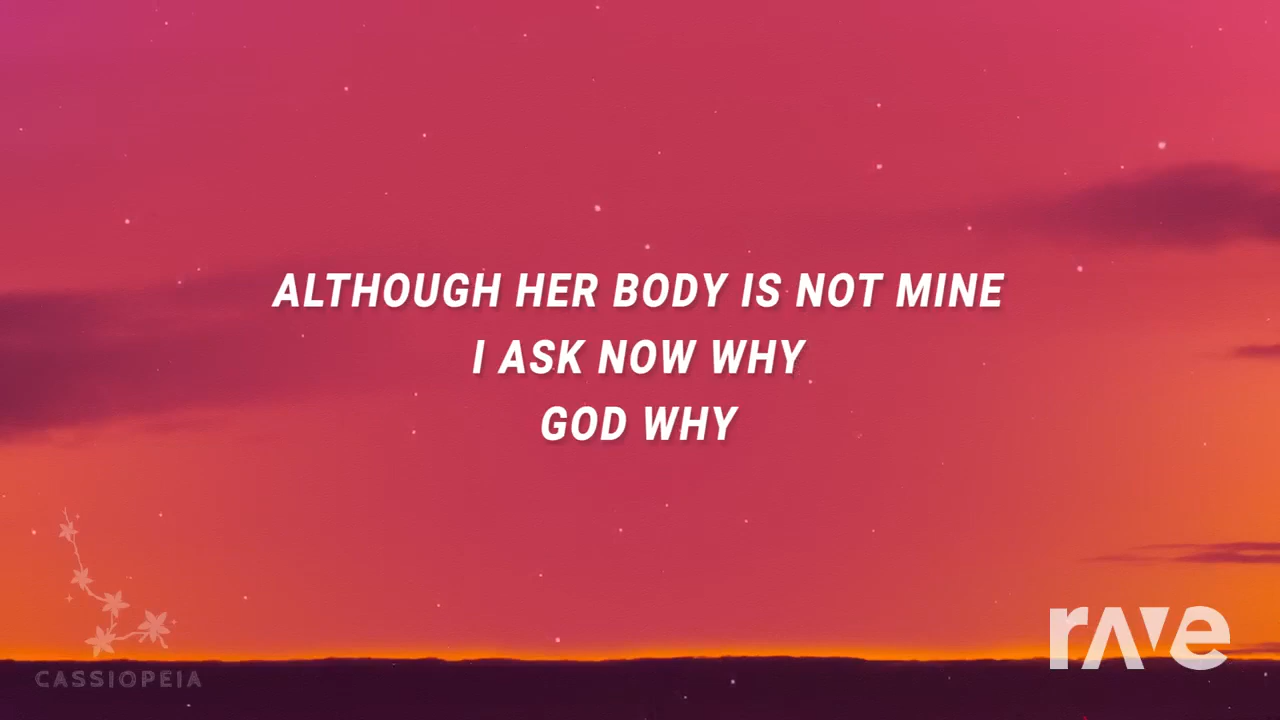 ALTHOUGH HER BODY IS NOT MINE
I ASK NOW WHY
GOD WHY
CASSIOPEIA
rave